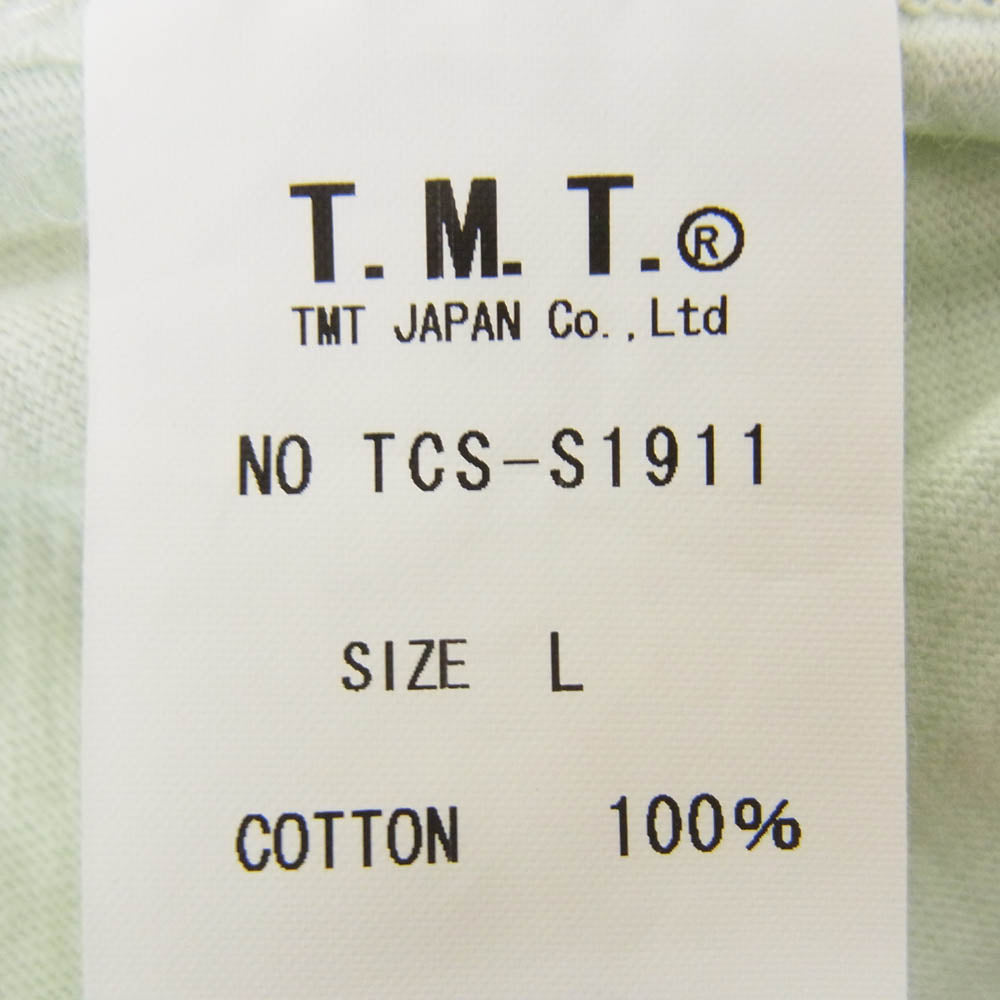 T.M.T.®
TMT JAPAN Co.,Ltd
NO TCS-S1911
SIZE L
COTTON 100%